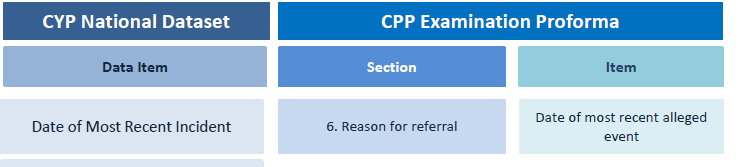 CYP National Dataset
CPP Examination Proforma
Data Item
Section
Item
Date of Most Recent Incident
6. Reason for referral
Date of most recent alleged
event